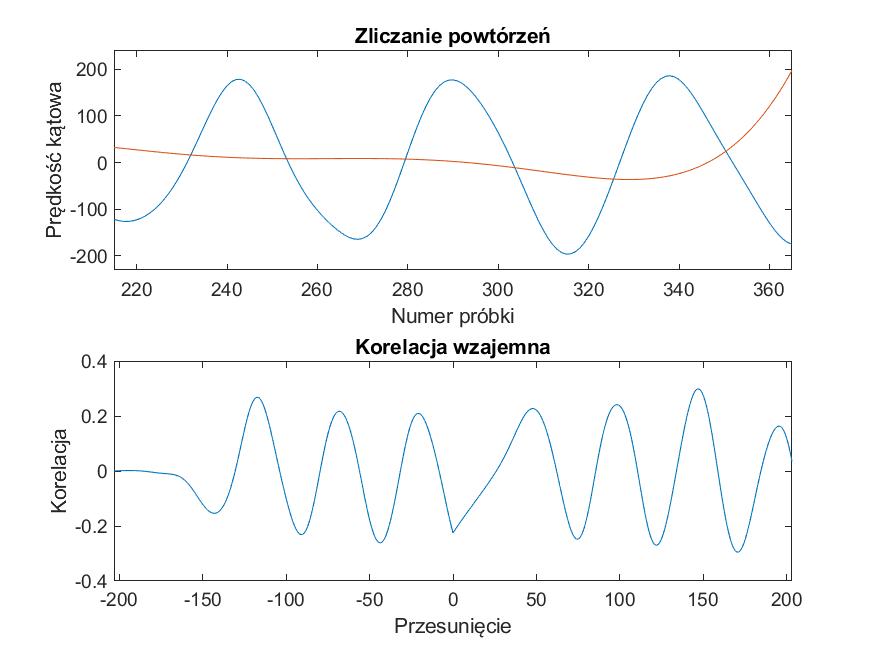 Zliczanie powtórzeń
200
100
0
-100
-200
Prędkość kątowa
220 240 260 280 300 320 340 360
Numer próbki
Korelacja wzajemna
0.4
0.2
0
-0.2
-0.4
Korelacja
-200 -150 -100 -50 0 50 100 150 200
Przesunięcie